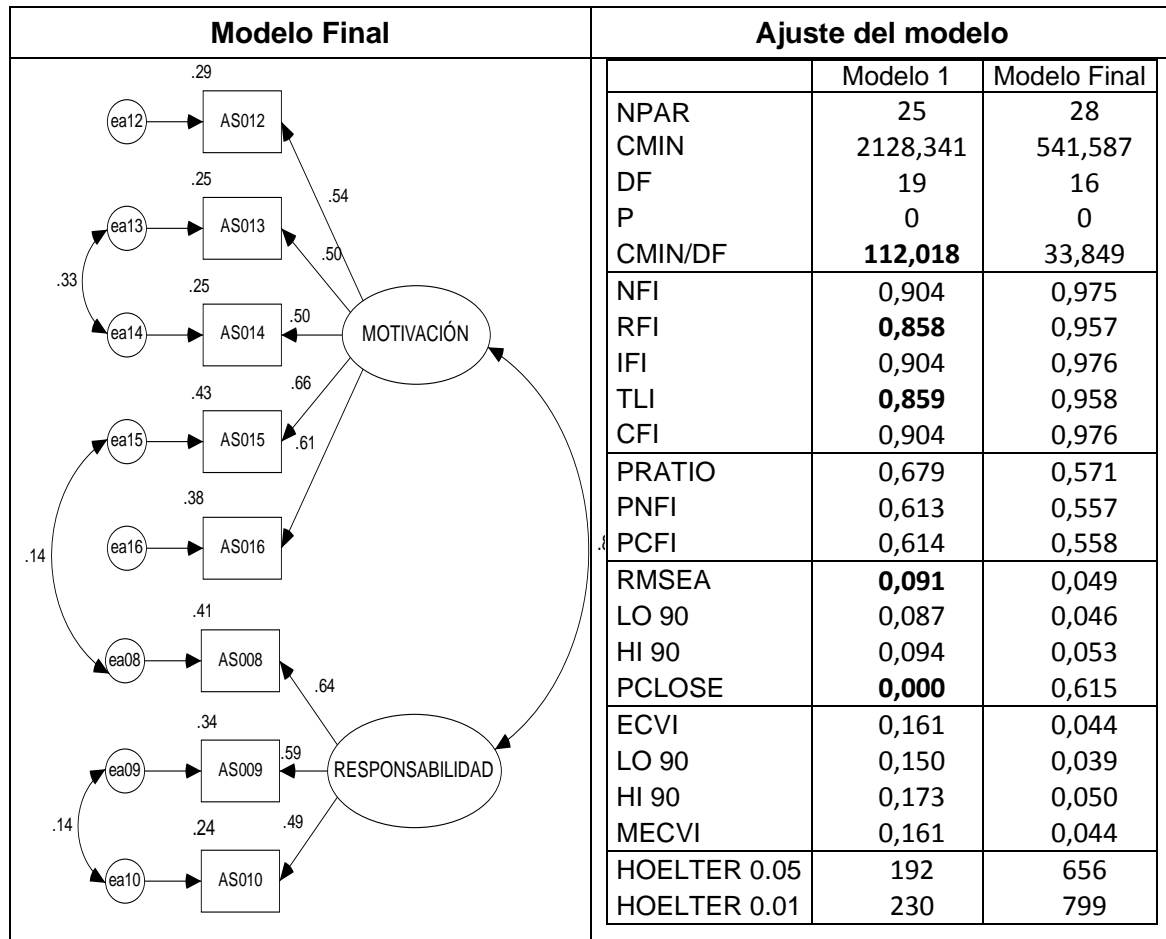 Modelo Final
Ajuste del modelo
.29
ea12 AS012
.54
.25
ea13 AS013
.50
.33
.25
ea14 AS014
.50
MOTIVACIÓN
.66
.43
ea15 AS015
.61
.38
ea16 AS016
.14
.41
ea08 AS008
.64
.34
ea09 AS009
.59
RESPONSABILIDAD
.14
.24
.49
ea10 AS010
Modelo 1 Modelo Final
NPAR 25 28
CMIN 2128,341 541,587
DF 19 16
P 0 0
CMIN/DF 112,018 33,849
NFI 0,904 0,975
RFI 0,858 0,957
IFI 0,904 0,976
TLI 0,859 0,958
CFI 0,904 0,976
PRATIO 0,679 0,571
PNFI 0,613 0,557
PCFI 0,614 0,558
RMSEA 0,091 0,049
LO 90 0,087 0,046
HI 90 0,094 0,053
PCLOSE 0,000 0,615
ECVI 0,161 0,044
LO 90 0,150 0,039
HI 90 0,173 0,050
MECVI 0,161 0,044
HOELTER 0.05 192 656
HOELTER 0.01 230 799